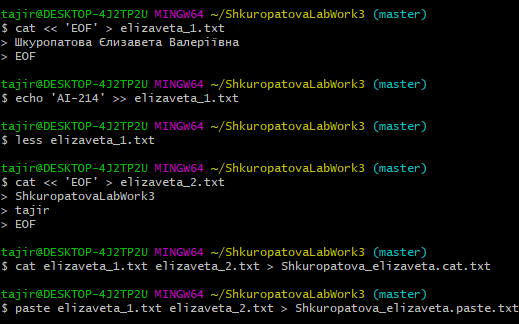 tajir@DESKTOP-4J2TP2U MINGW64 ~/ShkuropatovaLabWork3 (master)
$ cat << 'EOF' > elizaveta_1.txt
> Шкуропатова Єлизавета Валеріївна
> EOF
tajir@DESKTOP-4J2TP2U MINGW64 ~/ShkuropatovaLabWork3 (master)
$ echo 'AI-214' >> elizaveta_1.txt
tajir@DESKTOP-4J2TP2U MINGW64 ~/ShkuropatovaLabWork3 (master)
$ less elizaveta_1.txt
tajir@DESKTOP-4J2TP2U MINGW64 ~/ShkuropatovaLabWork3 (master)
$ cat << 'EOF' > elizaveta_2.txt
> ShkuropatovaLabWork3
> tajir
> EOF
tajir@DESKTOP-4J2TP2U MINGW64 ~/ShkuropatovaLabWork3 (master)
$ cat elizaveta_1.txt elizaveta_2.txt > Shkuropatova_elizaveta.cat.txt
tajir@DESKTOP-4J2TP2U MINGW64 ~/ShkuropatovaLabWork3 (master)
$ paste elizaveta_1.txt elizaveta_2.txt > Shkuropatova_elizaveta.paste.txt